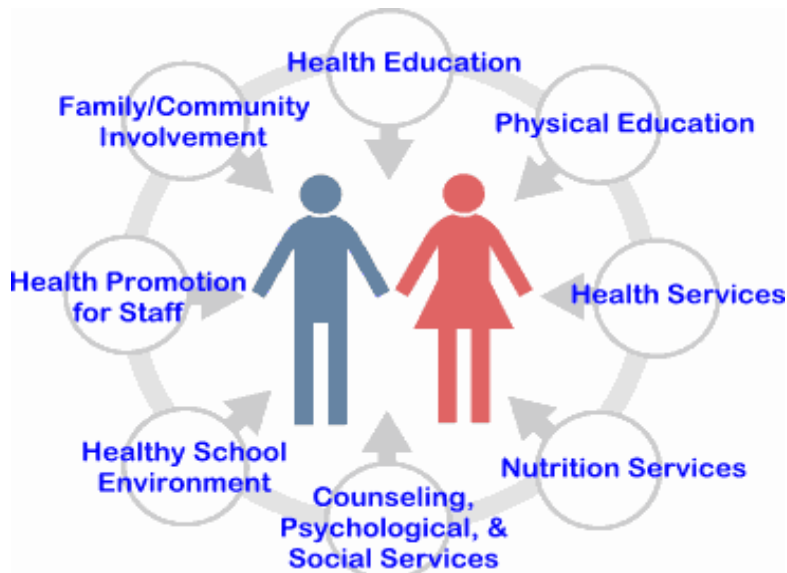 Health Education
Physical Education
Health Services
Nutrition Services
Counseling,
Psychological, &
Social Services
Healthy School
Environment
Health Promotion
for Staff
Family/Community
Involvement